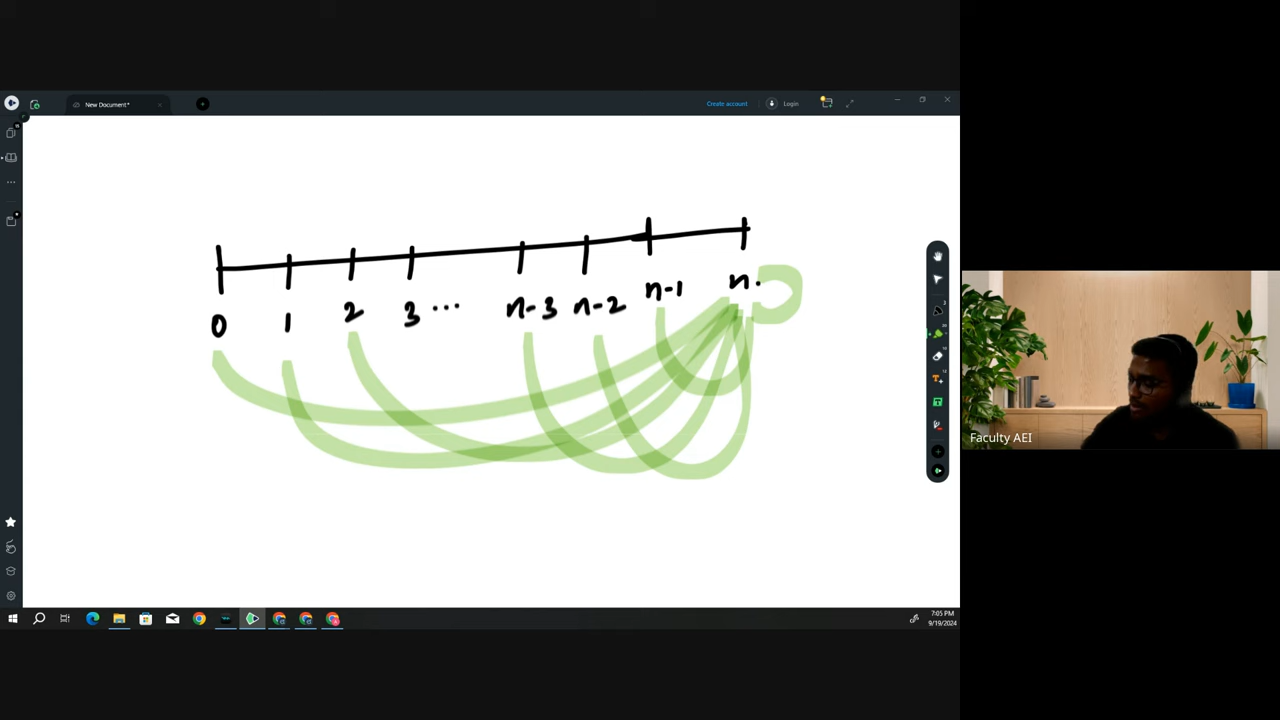 New Document*
Create account
Login
0 1 2 3 ... n-3 n-2 n-1 n.
Faculty AEI
7:05 PM
9/19/2024